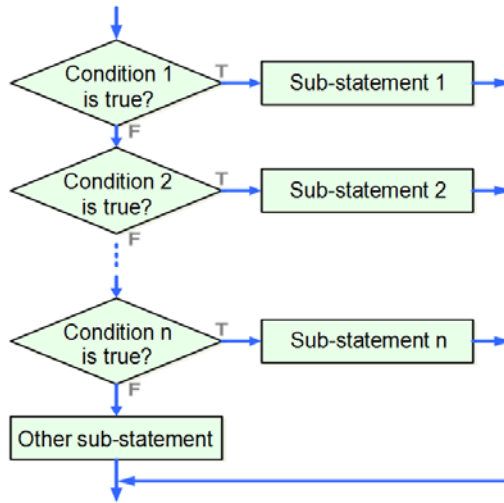 Condition 1
is true?
T
Sub-statement 1
F
Condition 2
is true?
T
Sub-statement 2
F
Condition n
is true?
T
Sub-statement n
F
Other sub-statement